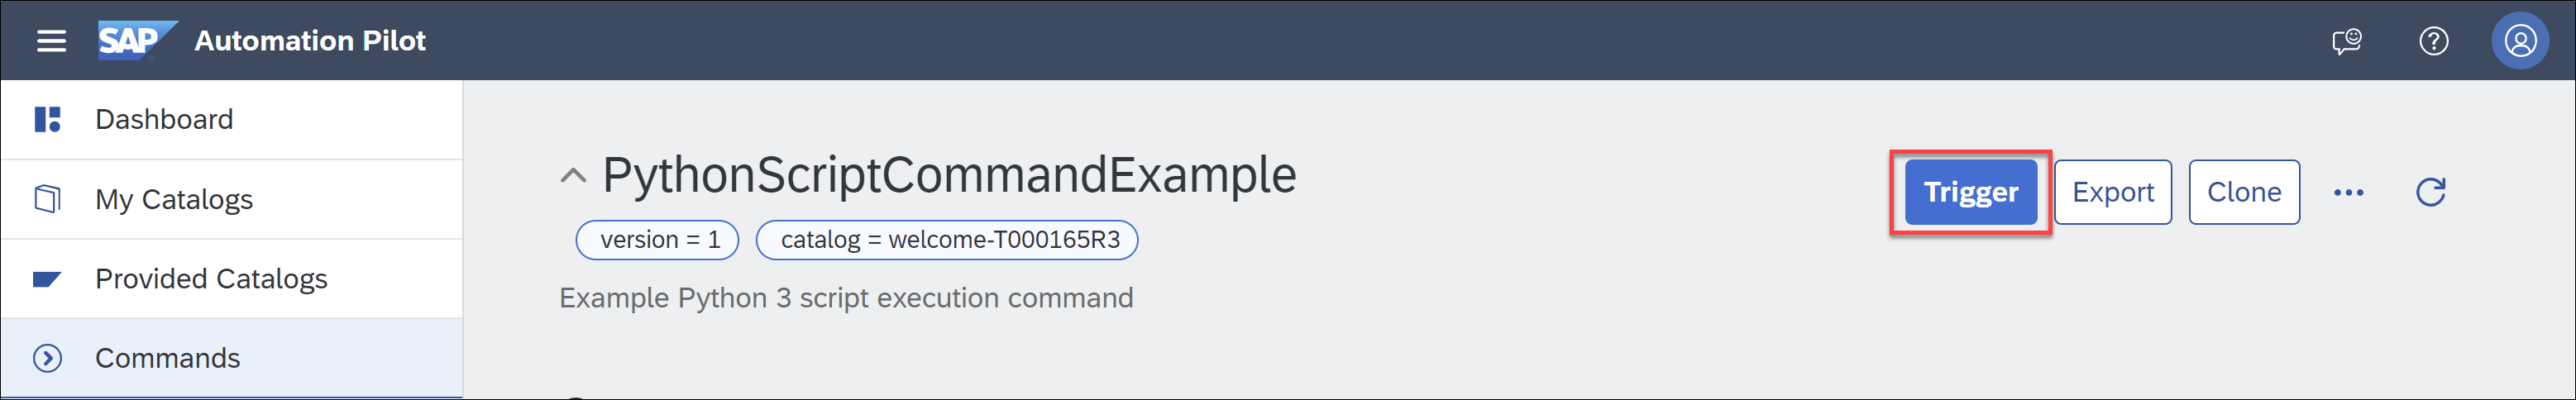 SAP Automation Pilot
Dashboard
My Catalogs
Provided Catalogs
Commands
PythonScriptCommandExample
version = 1 catalog = welcome-T000165R3
Example Python 3 script execution command
Trigger Export Clone